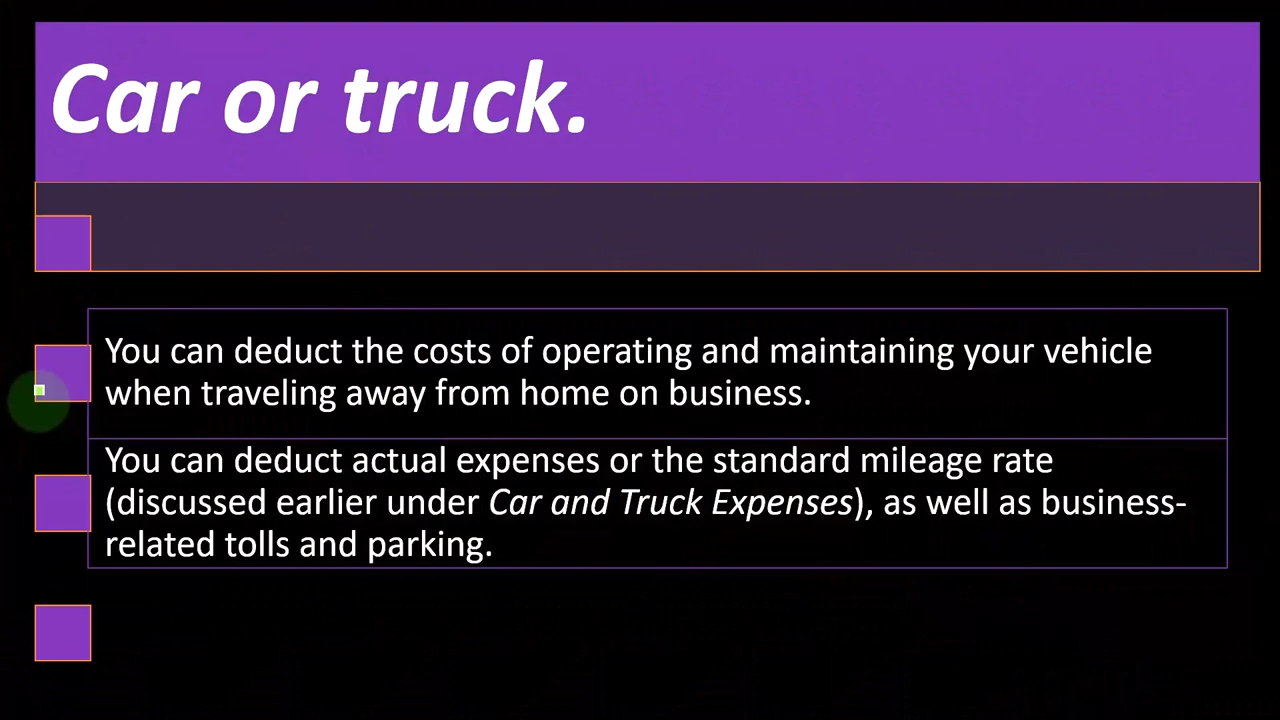 Car or truck.
You can deduct the costs of operating and maintaining your vehicle
when traveling away from home on business.
You can deduct actual expenses or the standard mileage rate
(discussed earlier under Car and Truck Expenses), as well as business-
related tolls and parking.